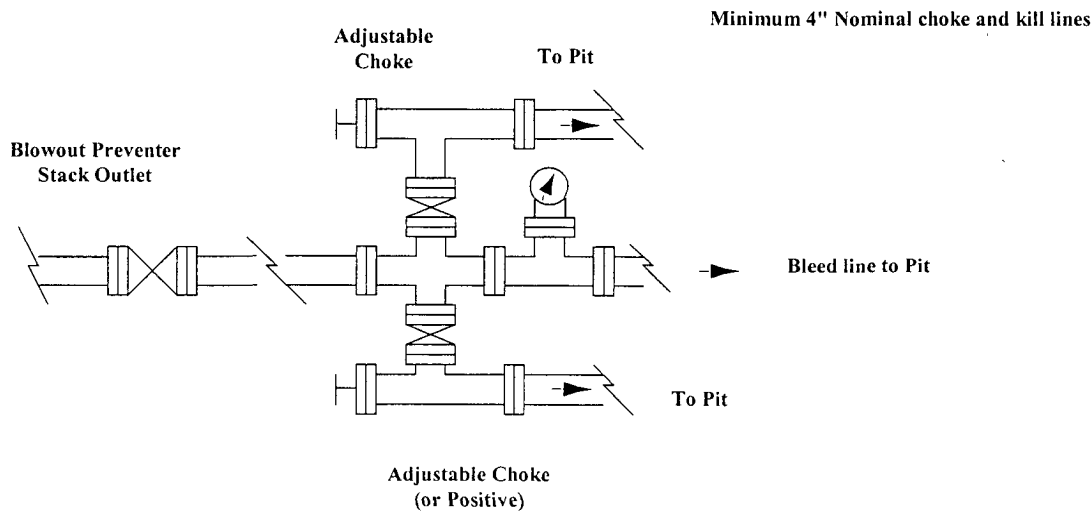 Minimum 4" Nominal choke and kill lines
Adjustable
Choke
To Pit
Blowout Preventer
Stack Outlet
Bleed line to Pit
To Pit
Adjustable Choke
(or Positive)